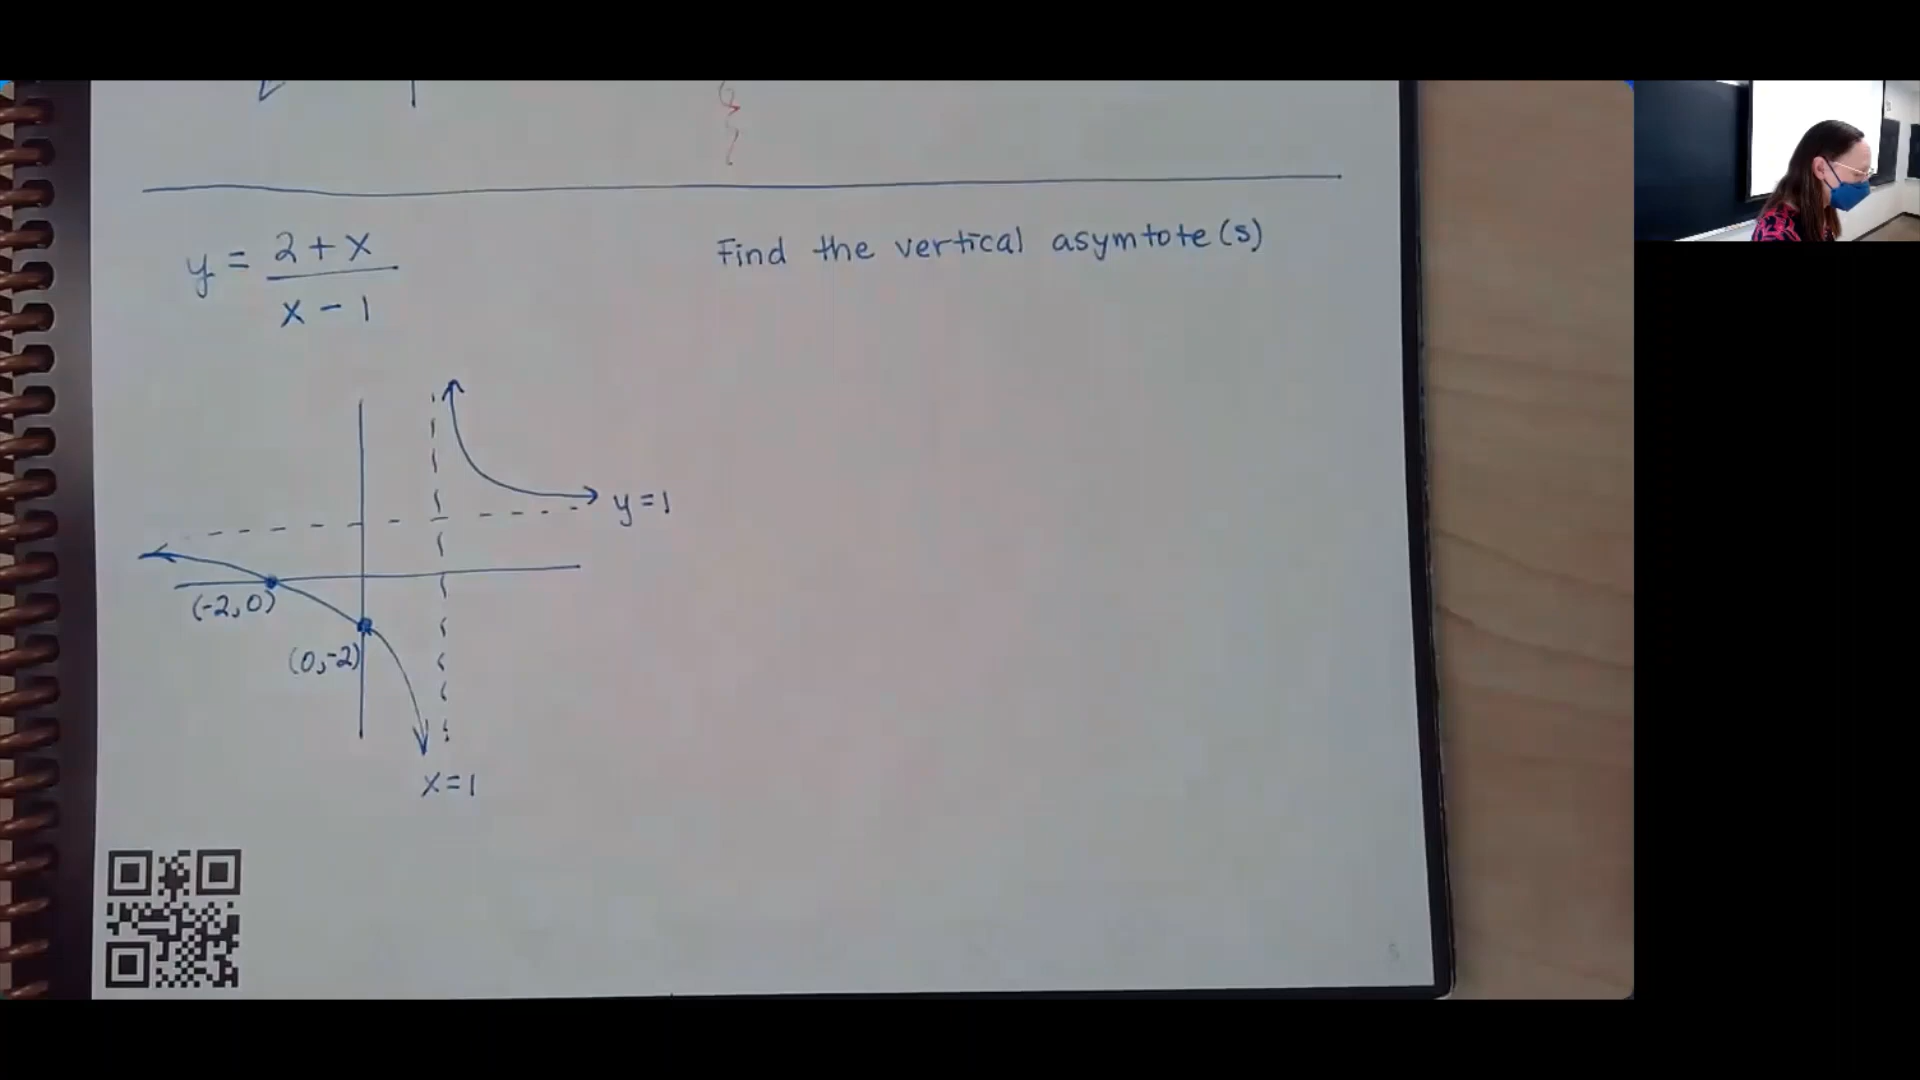 y = 2 + x / x - 1
Find the vertical asymtote(s)
y = 1
(-2, 0)
(0, -2)
x = 1